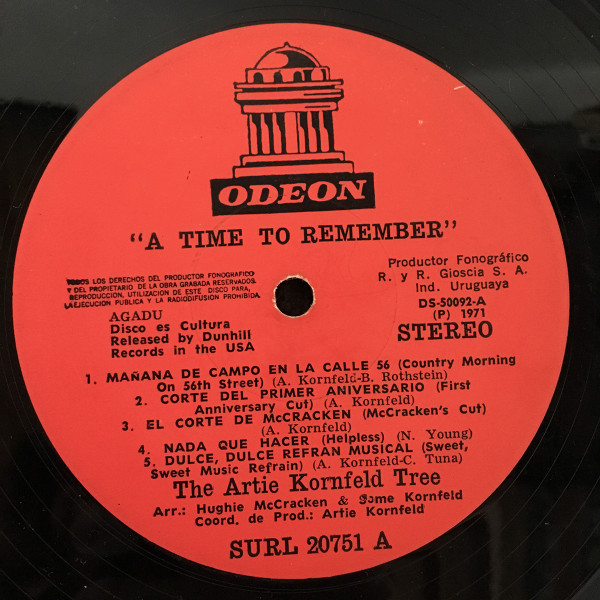 ODEON
"A TIME TO REMEMBER"
TODOS LOS DERECHOS DEL PRODUCTOR FONOGRAFICO
Y DEL PROPIETARIO DE LA OBRA GRABADA RESERVADOS.
REPRODUCCION, UTILIZACION DE ESTE DISCO PARA,
LA EJECUCION PUBLICA Y LA RADIODIFUSION PROHIBIDA.
AGADU
Disco es Cultura
Released by Dunhill
Records in the USA
Productor Fonográfico
R. y R. Gioscia S. A.
Ind. Uruguaya
DS-50092-A
(P) 1971
STEREO
1. MAÑANA DE CAMPO EN LA CALLE 56 (Country Morning
On 56th Street) (A. Kornfeld-B. Rothstein)
2. CORTE DEL PRIMER ANIVERSARIO (First
Anniversary Cut) (A. Kornfeld)
3. EL CORTE DE McCRACKEN (McCracken's Cut)
(A. Kornfeld)
4. NADA QUE HACER (Helpless) (N. Young)
5. DULCE, DULCE REFRAN MUSICAL (Sweet,
Sweet Music Refrain) (A. Kornfeld-C. Tuna)
The Artie Kornfeld Tree
Arr.: Hughie McCracken & Some Kornfeld
Coord. de Prod.: Artie Kornfeld
SURL 20751 A